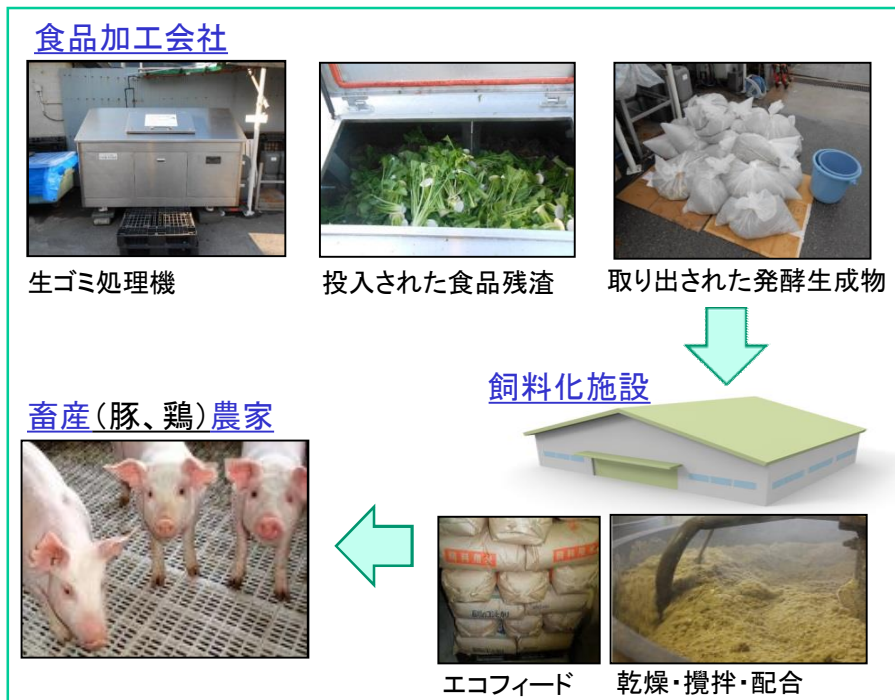 食品加工会社
生ゴミ処理機
投入された食品残渣
取り出された発酵生成物
飼料化施設
畜産(豚、鶏)農家
エコフィード
乾燥・攪拌・配合